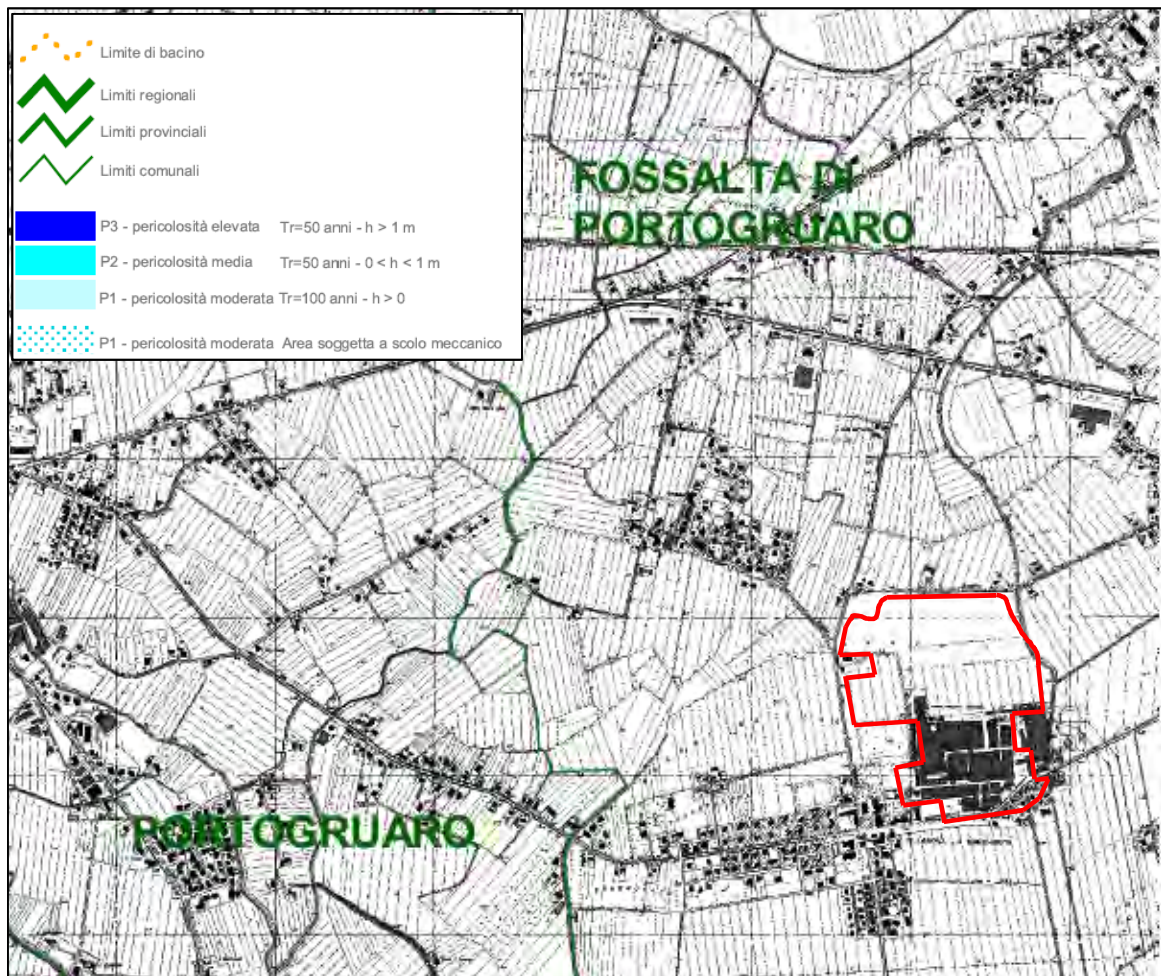 Limite di bacino
Limiti regionali
Limiti provinciali
Limiti comunali
P3 - pericolosità elevata Tr=50 anni - h > 1 m
P2 - pericolosità media Tr=50 anni - 0 < h < 1 m
P1 - pericolosità moderata Tr=100 anni - h > 0
P1 - pericolosità moderata Area soggetta a scolo meccanico
FOSSALTA DI
PORTOGRUARO
PORTOGRUARO